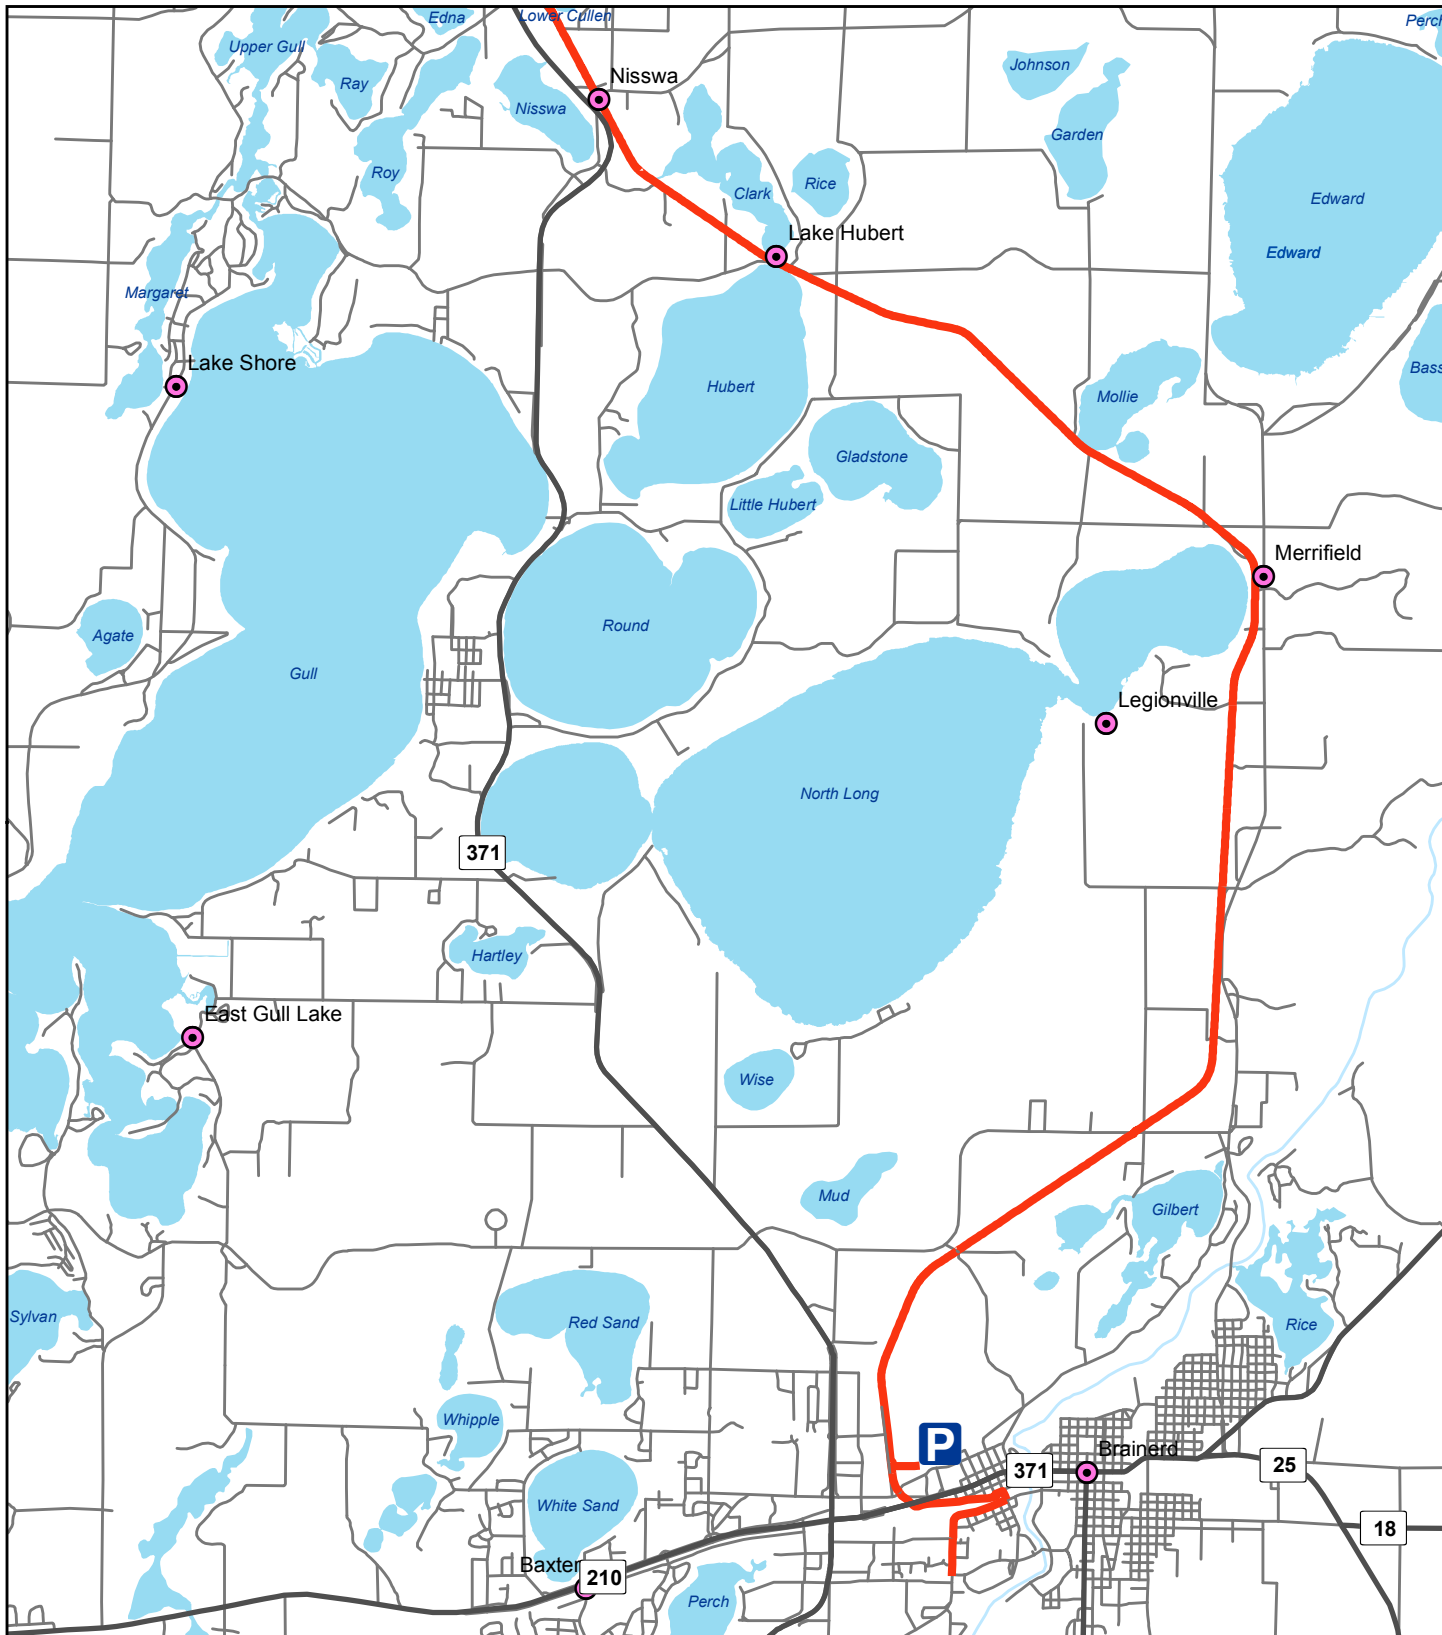 Edna
Lower Cullen
Perch
Upper Gull
Ray
Nisswa
Nisswa
Johnson
Garden
Roy
Clark
Rice
Edward
Lake Hubert
Edward
Margaret
Lake Shore
Hubert
Mollie
Bass
Gladstone
Little Hubert
Merrifield
Agate
Round
Gull
Legionville
North Long
371
Hartley
East Gull Lake
Wise
Mud
Gilbert
Sylvan
Red Sand
Rice
Whipple
P
Brainerd
371
25
White Sand
18
Baxter
210
Perch